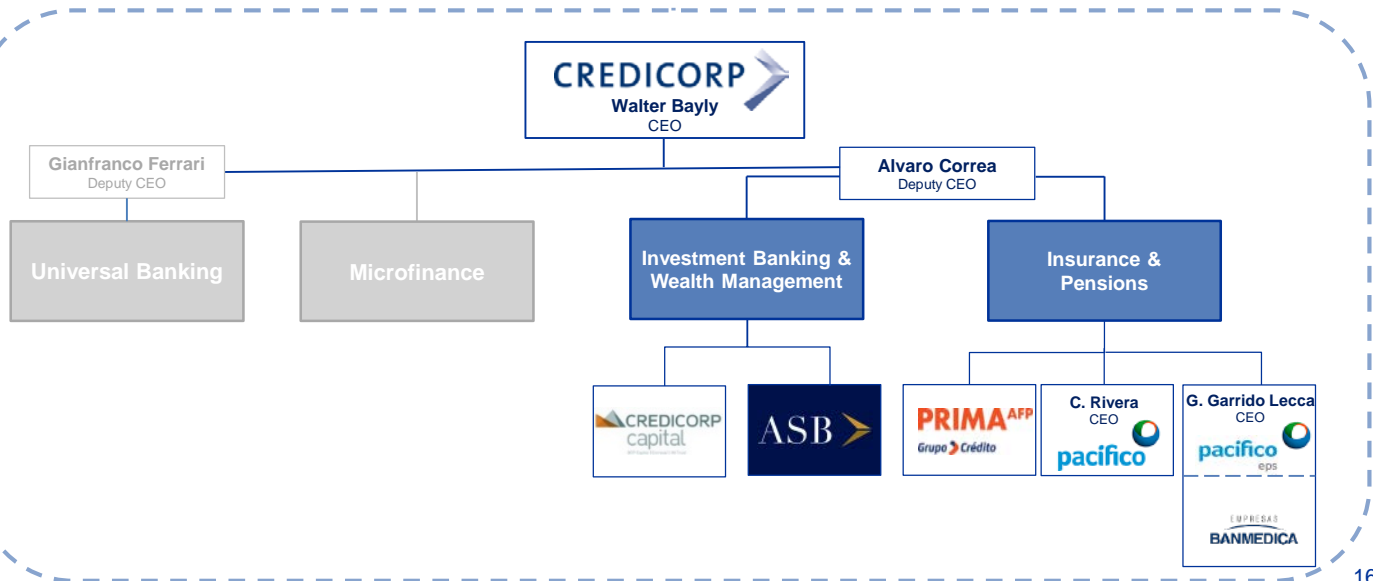 CREDICORP
Walter Bayly
CEO
Gianfranco Ferrari
Deputy CEO
Alvaro Correa
Deputy CEO
Universal Banking
Microfinance
Investment Banking &
Wealth Management
Insurance &
Pensions
CREDICORP
capital
ASB
PRIMA AFP
Grupo Crédito
C. Rivera
CEO
pacifico
G. Garrido Lecca
CEO
pacifico
eps
EMPRESAS
BANMEDICA
16